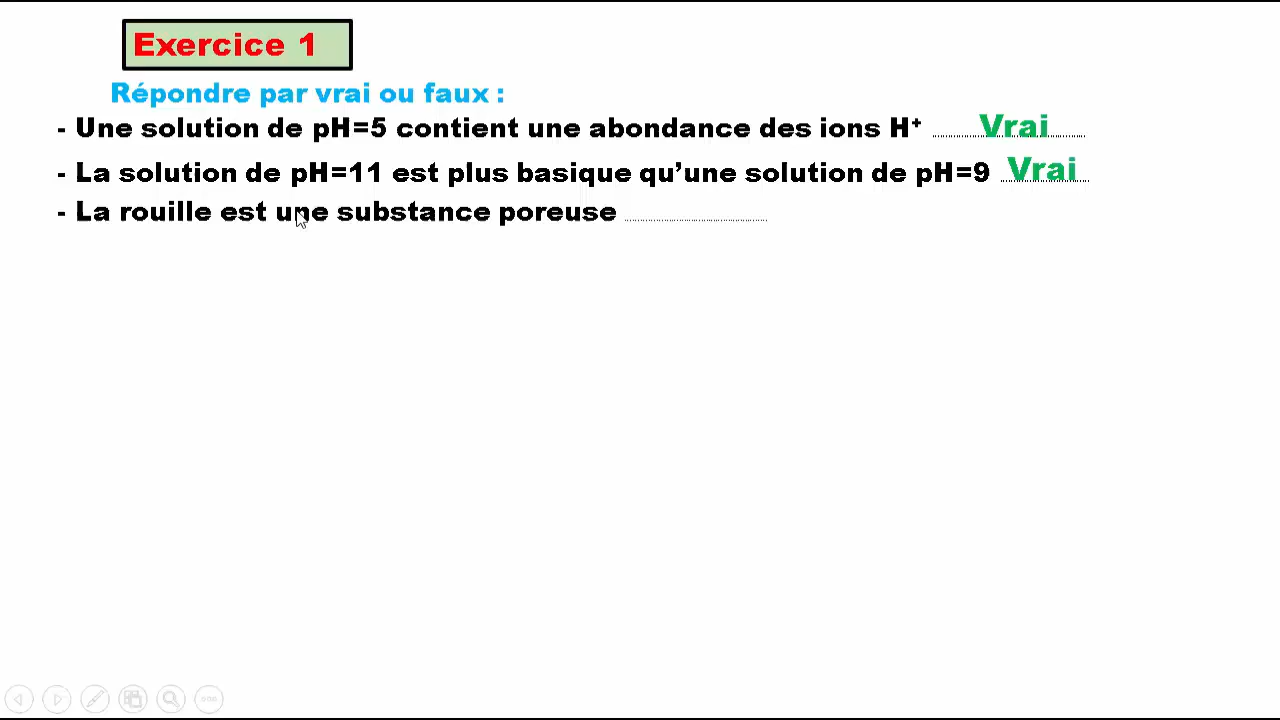 Exercice 1
Répondre par vrai ou faux :
- Une solution de pH=5 contient une abondance des ions H⁺ ........................ Vrai
- La solution de pH=11 est plus basique qu’une solution de pH=9 ............ Vrai
- La rouille est une substance poreuse ........................